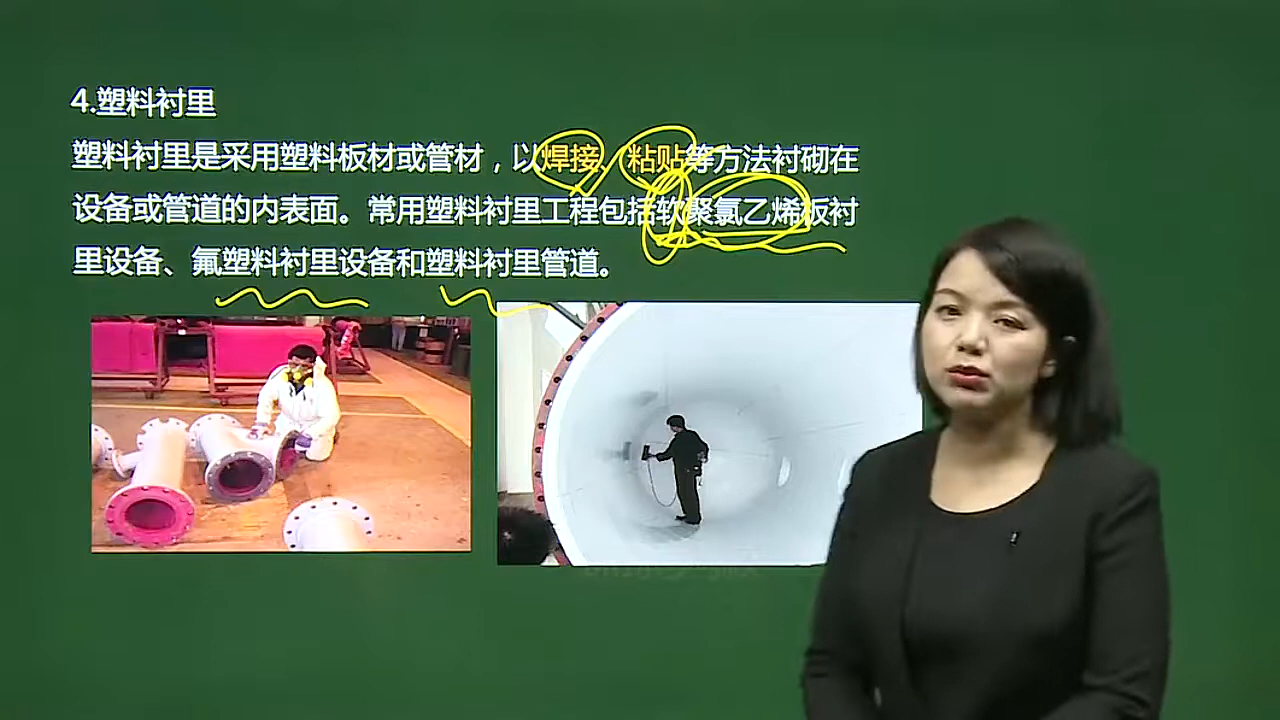 4.塑料衬里
塑料衬里是采用塑料板材或管材，以焊接、粘贴等方法衬砌在
设备或管道的内表面。常用塑料衬里工程包括软聚氯乙烯板衬
里设备、氟塑料衬里设备和塑料衬里管道。